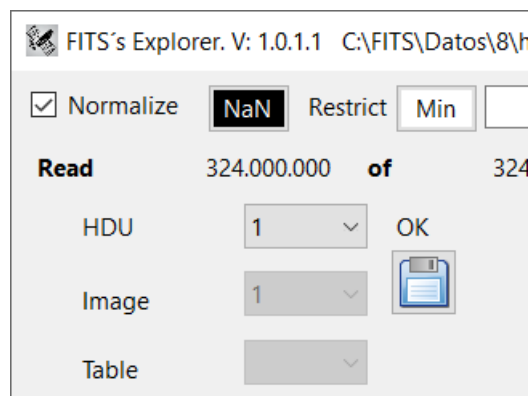 FITS´s Explorer. V: 1.0.1.1 C:\FITS\Datos\8\h
Normalize NaN Restrict Min
Read 324.000.000 of 324
HDU 1 OK
Image 1
Table